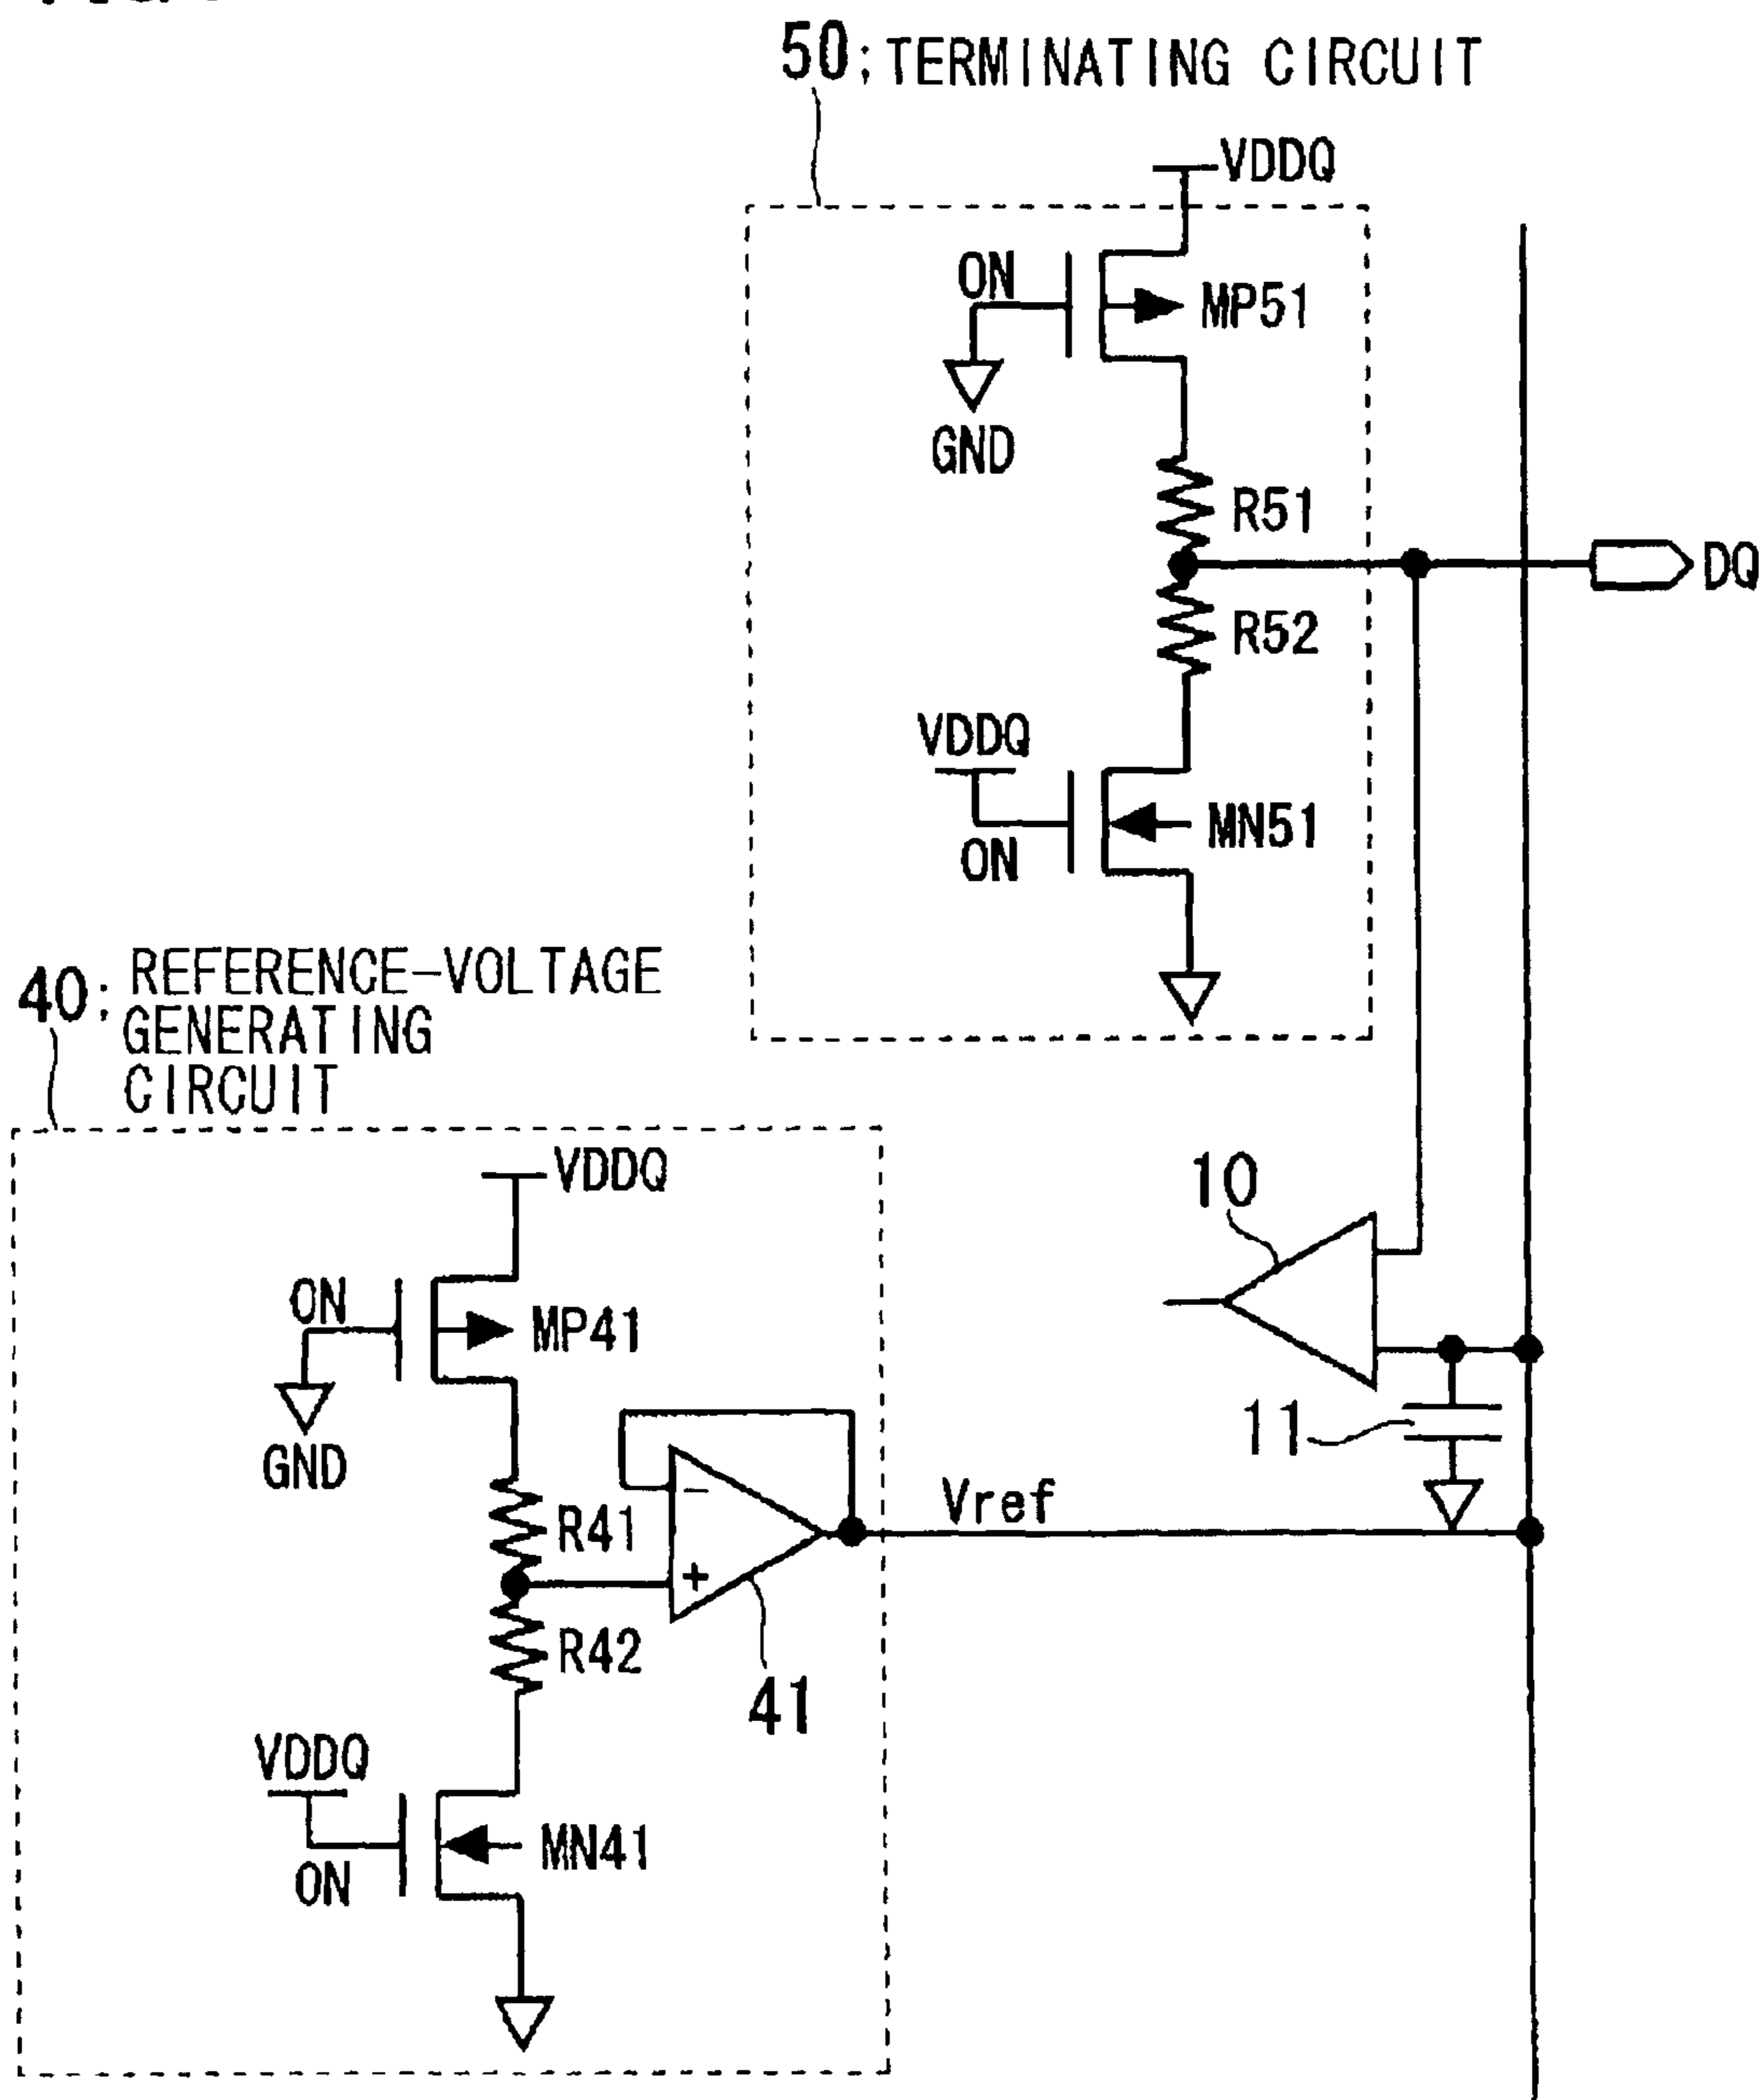 50: TERMINATING CIRCUIT
VDDQ
ON
MP51
GND
R51
DQ
R52
VDDQ
MN51
ON
40: REFERENCE-VOLTAGE
GENERATING
CIRCUIT
VDDQ
10
ON
MP41
GND
11
Vref
−
R41
+
R42
41
VDDQ
MN41
ON